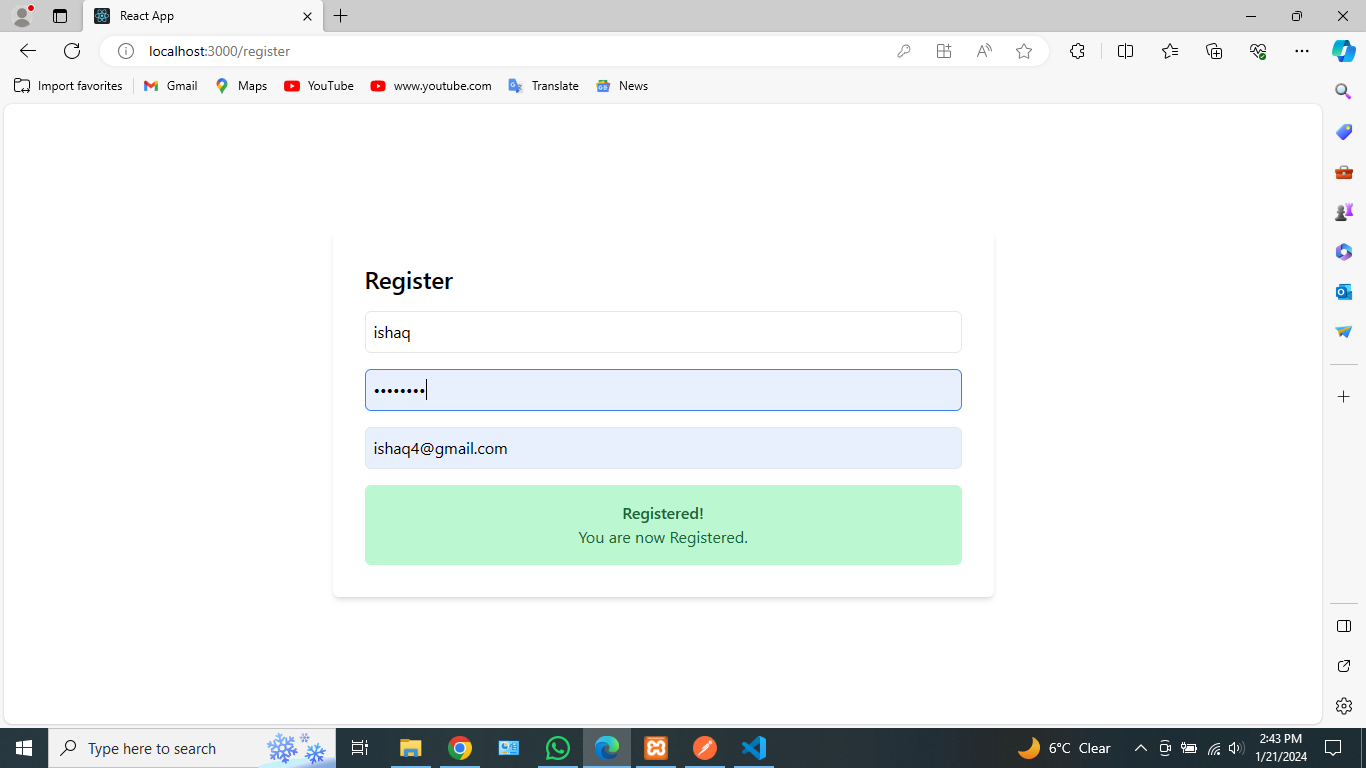 React App
localhost:3000/register
Import favorites
Gmail
Maps
YouTube
www.youtube.com
Translate
News
Register
ishaq
••••••••
ishaq4@gmail.com
Registered!
You are now Registered.
Type here to search
6°C Clear
2:43 PM
1/21/2024